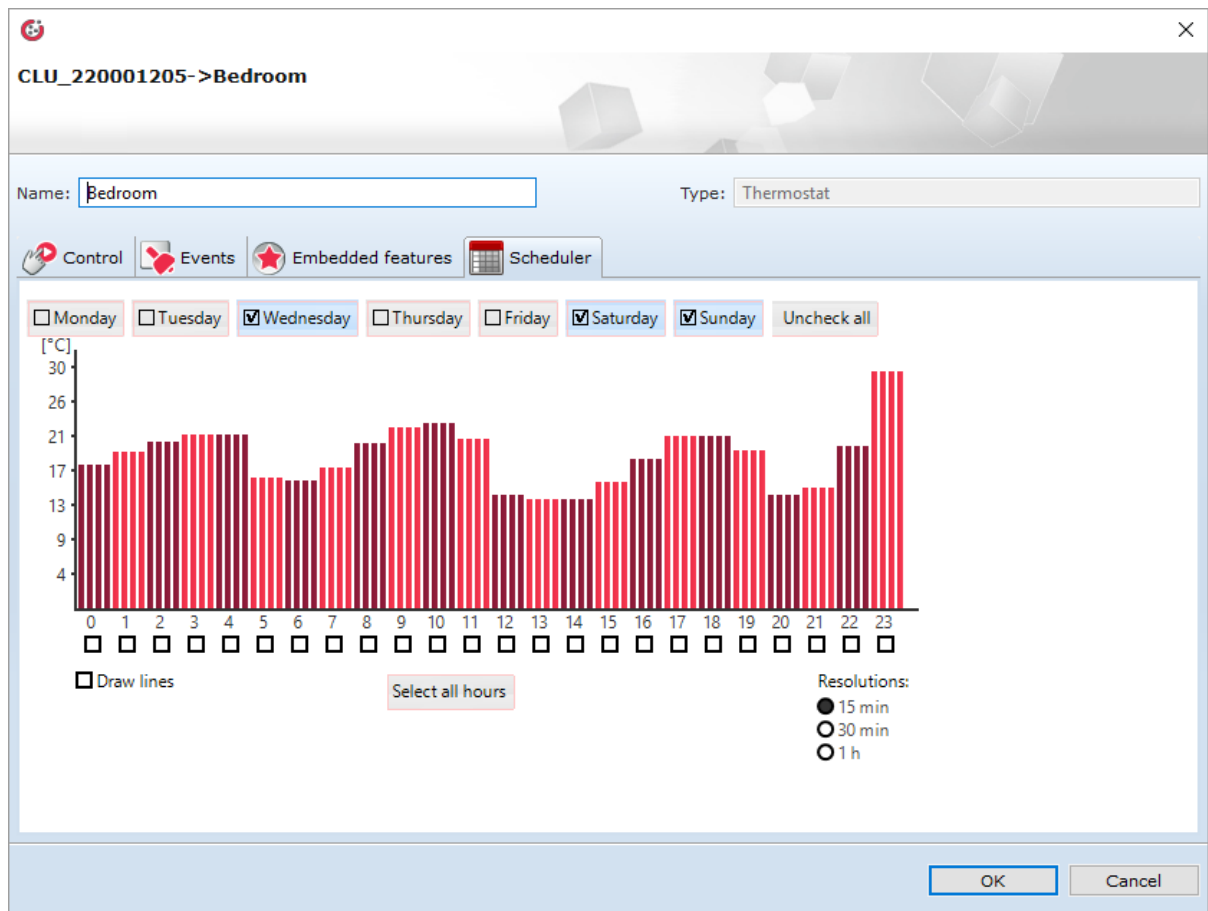 CLU_220001205->Bedroom
Name: Bedroom Type: Thermostat
Control Events Embedded features Scheduler
Monday Tuesday Wednesday Thursday Friday Saturday Sunday Uncheck all
[°C]
30
26
21
17
13
9
4
0 1 2 3 4 5 6 7 8 9 10 11 12 13 14 15 16 17 18 19 20 21 22 23
Draw lines Select all hours Resolutions:
15 min
30 min
1 h
OK Cancel